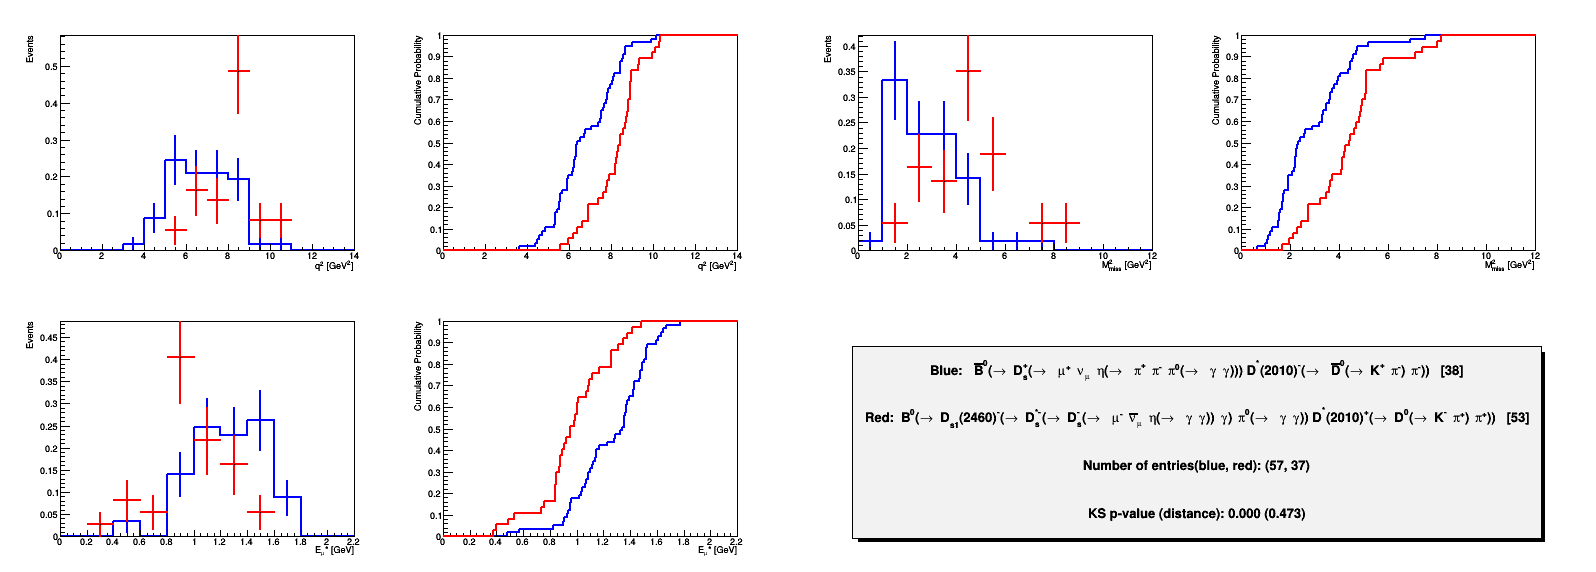 Events
0.5
0.4
0.3
0.2
0.1
0
0 2 4 6 8 10 12 14
q² [GeV²]
Cumulative Probability
1
0.9
0.8
0.7
0.6
0.5
0.4
0.3
0.2
0.1
0
0 2 4 6 8 10 12 14
q² [GeV²]
Events
0.4
0.35
0.3
0.25
0.2
0.15
0.1
0.05
0
0 2 4 6 8 10 12
M²miss [GeV²]
Cumulative Probability
1
0.9
0.8
0.7
0.6
0.5
0.4
0.3
0.2
0.1
0
0 2 4 6 8 10 12
M²miss [GeV²]
Events
0.45
0.4
0.35
0.3
0.25
0.2
0.15
0.1
0.05
0
0 0.2 0.4 0.6 0.8 1 1.2 1.4 1.6 1.8 2 2.2
Eμ* [GeV]
Cumulative Probability
1
0.9
0.8
0.7
0.6
0.5
0.4
0.3
0.2
0.1
0 0.2 0.4 0.6 0.8 1 1.2 1.4 1.6 1.8 2 2.2
Eμ* [GeV]
Blue: B̅⁰(→ Dₛ⁺(→ μ⁺ νμ η(→ π⁺ π⁻ π⁰(→ γ γ))) D*(2010)⁻(→ D̅⁰(→ K⁺ π⁻) π⁻)) [38]
Red: B⁰(→ Ds1(2460)⁻(→ Dₛ*⁻(→ Dₛ⁻(→ μ⁻ ν̅μ η(→ γ γ)) γ) π⁰(→ γ γ)) D*(2010)⁺(→ D⁰(→ K⁻ π⁺) π⁺)) [53]
Number of entries(blue, red): (57, 37)
KS p-value (distance): 0.000 (0.473)